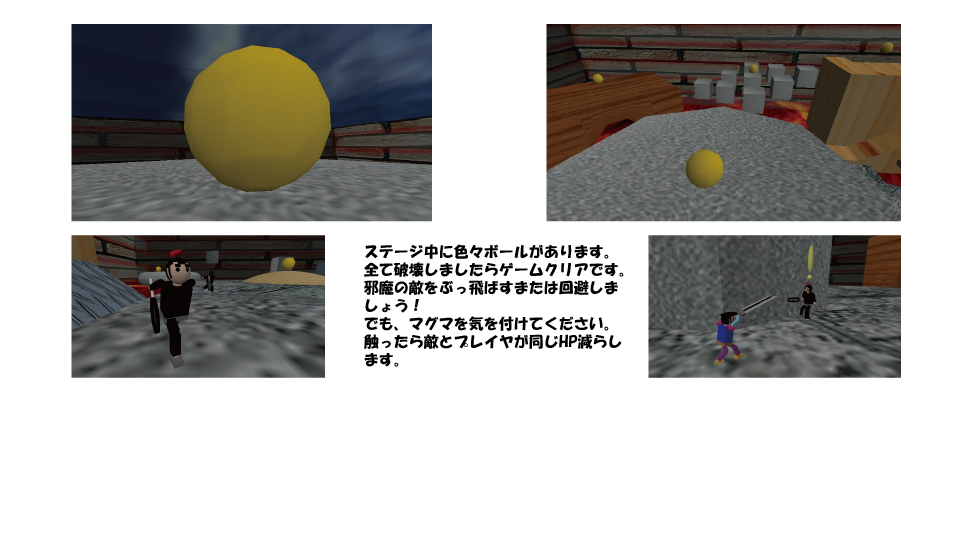 ステージ中に色々ボールがあります。
全て破壊しましたらゲームクリアです。
邪魔の敵をぶっ飛ばすまたは回避しま
しょう！
でも、マグマを気を付けてください。
触ったら敵とプレイヤが同じHP減らし
ます。